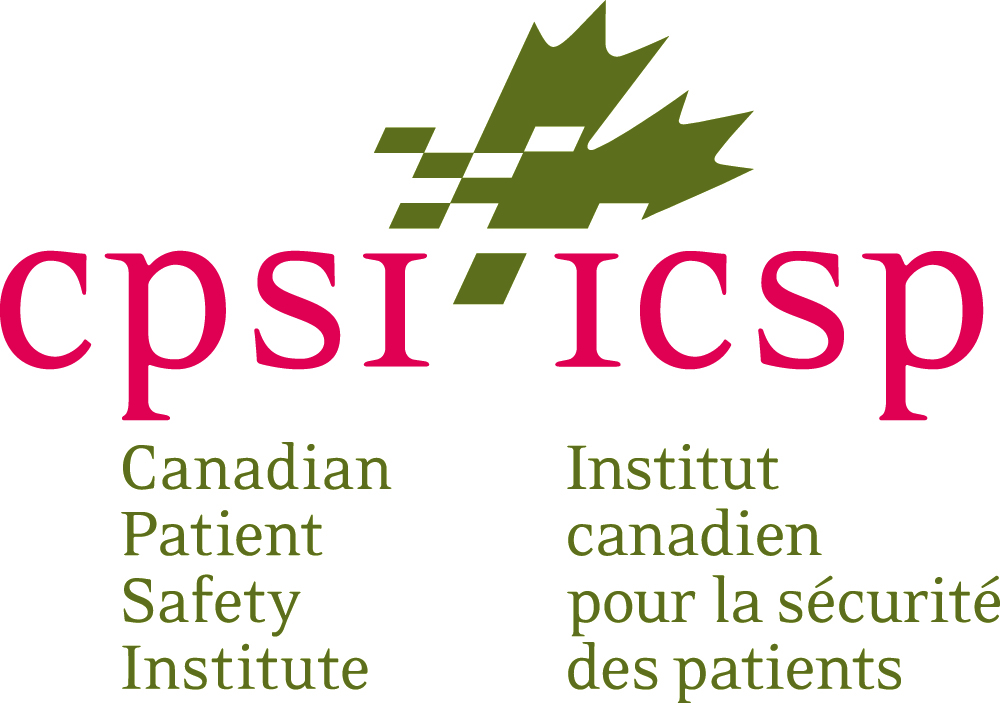 cpsi icsp
Canadian
Patient
Safety
Institute
Institut
canadien
pour la sécurité
des patients